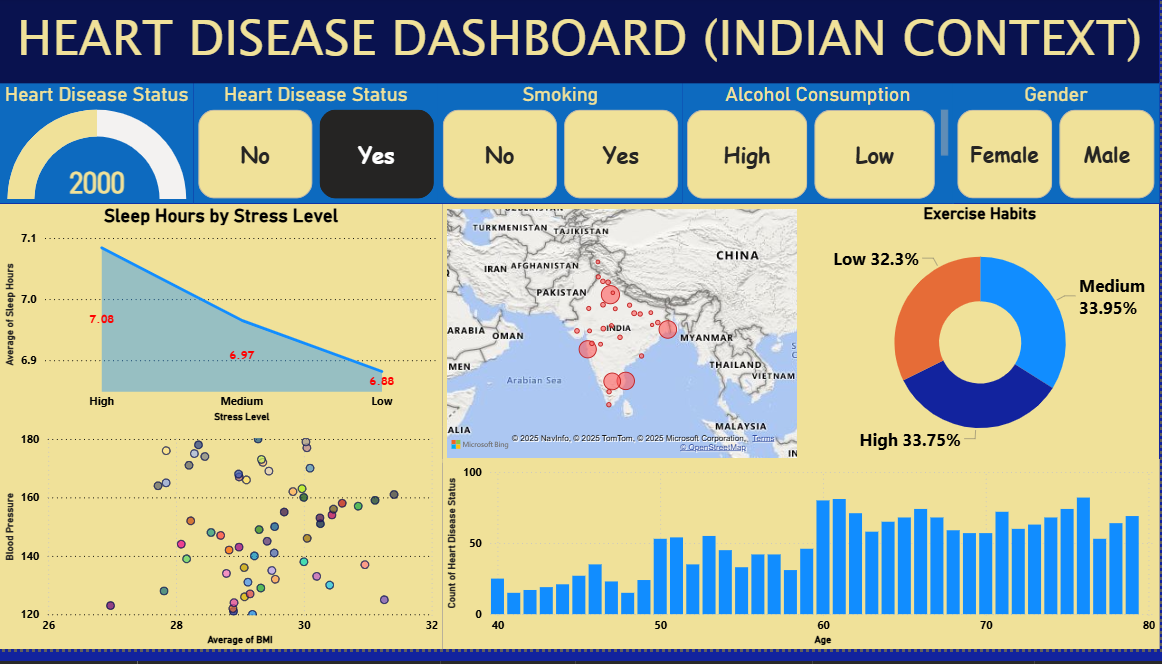 HEART DISEASE DASHBOARD (INDIAN CONTEXT)
Heart Disease Status
2000
Heart Disease Status
No
Yes
Smoking
No
Yes
Alcohol Consumption
High
Low
Gender
Female
Male
Sleep Hours by Stress Level
Average of Sleep Hours
7.1
7.0
6.9
7.08
6.97
6.88
High
Medium
Low
Stress Level
TURKMENISTAN
TAJIKISTAN
CHINA
IRAN
AFGHANISTAN
PAKISTAN
ARABIA
OMAN
INDIA
MYANMAR
MEN
THAILAND
VIETNAM
Arabian Sea
ALIA
MALAYSIA
IN
Microsoft Bing
© 2025 NavInfo, © 2025 TomTom, © 2025 Microsoft Corporation, Terms
© OpenStreetMap
Exercise Habits
Low 32.3%
Medium
33.95%
High 33.75%
Blood Pressure
180
160
140
120
26
28
30
32
Average of BMI
Count of Heart Disease Status
100
50
0
40
50
60
70
80
Age